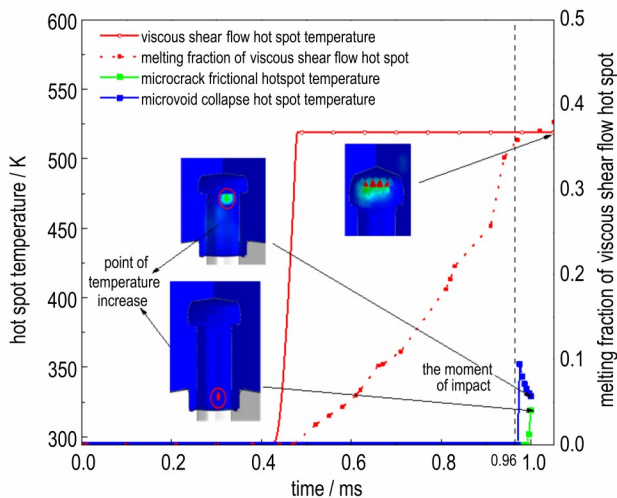 viscous shear flow hot spot temperature
melting fraction of viscous shear flow hot spot
microcrack frictional hotspot temperature
microvoid collapse hot spot temperature
600
550
500
450
400
350
300
hot spot temperature / K
0.5
0.4
0.3
0.2
0.1
0.0
melting fraction of viscous shear flow hot spot
point of
temperature
increase
the moment
of impact
0.0
0.2
0.4
0.6
0.8
0.96
1.0
time / ms